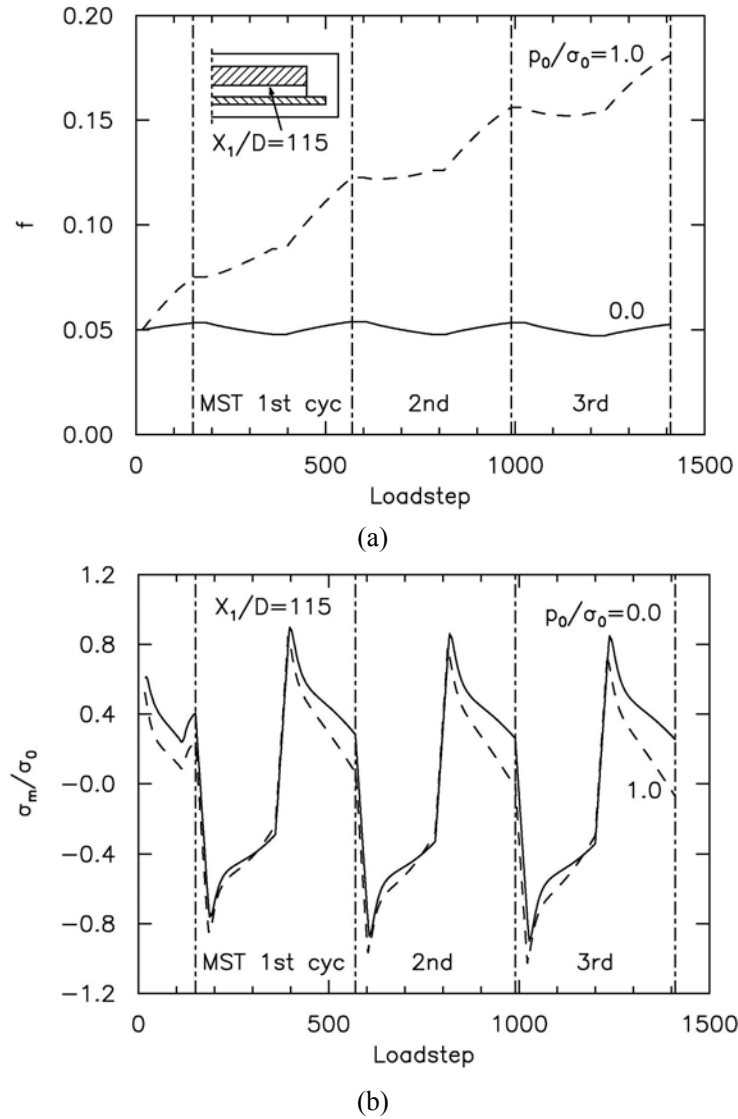 0.20
p₀/σ₀=1.0
0.15
X₁/D=115
f
0.10
0.05
0.0
MST 1st cyc
2nd
3rd
0.00
0
500
1000
1500
Loadstep
(a)
1.2
X₁/D=115
p₀/σ₀=0.0
0.8
0.4
σₘ/σ₀
−0.0
1.0
−0.4
−0.8
MST 1st cyc
2nd
3rd
−1.2
0
500
1000
1500
Loadstep
(b)